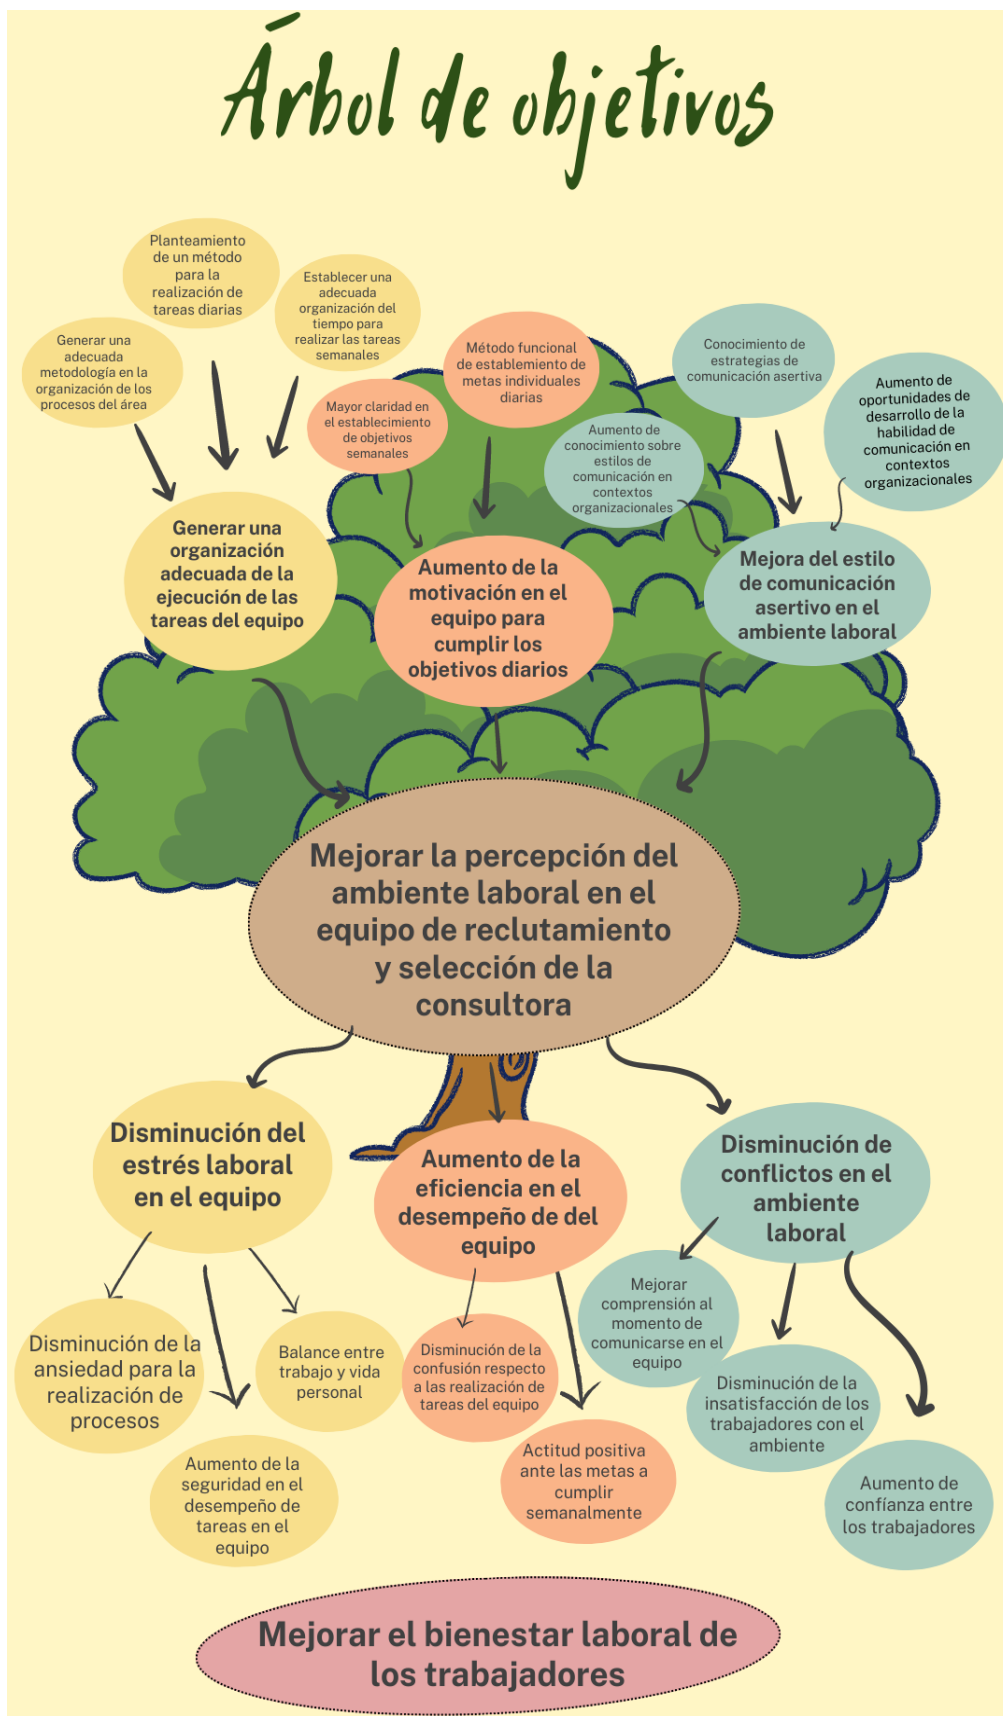 Árbol de objetivos
Planteamiento
de un método
para la
realización de
tareas diarias
Establecer una
adecuada
organización del
tiempo para
realizar las tareas
semanales
Generar una
adecuada
metodología en la
organización de los
procesos del área
Método funcional
de establemiento de
metas individuales
diarias
Mayor claridad en
el establecimiento
de objetivos
semanales
Conocimiento de
estrategias de
comunicación asertiva
Aumento de
oportunidades de
desarrollo de la
habilidad de
comunicación en
contextos
organizacionales
Aumento de
conocimiento sobre
estilos de
comunicación en
contextos
organizacionales
Generar una
organización
adecuada de la
ejecución de las
tareas del equipo
Aumento de la
motivación en el
equipo para
cumplir los
objetivos diarios
Mejora del estilo
de comunicación
asertivo en el
ambiente laboral
Mejorar la percepción del
ambiente laboral en el
equipo de reclutamiento
y selección de la
consultora
Disminución del
estrés laboral
en el equipo
Aumento de la
eficiencia en el
desempeño de del
equipo
Disminución de
conflictos en el
ambiente
laboral
Disminución de la
ansiedad para la
realización de
procesos
Balance entre
trabajo y vida
personal
Aumento de la
seguridad en el
desempeño de
tareas en el
equipo
Disminución de la
confusión respecto
a las realización de
tareas del equipo
Actitud positiva
ante las metas a
cumplir
semanalmente
Mejorar
comprensión al
momento de
comunicarse en el
equipo
Disminución de la
insatisfacción de los
trabajadores con el
ambiente
Aumento de
confíanza entre
los trabajadores
Mejorar el bienestar laboral de
los trabajadores